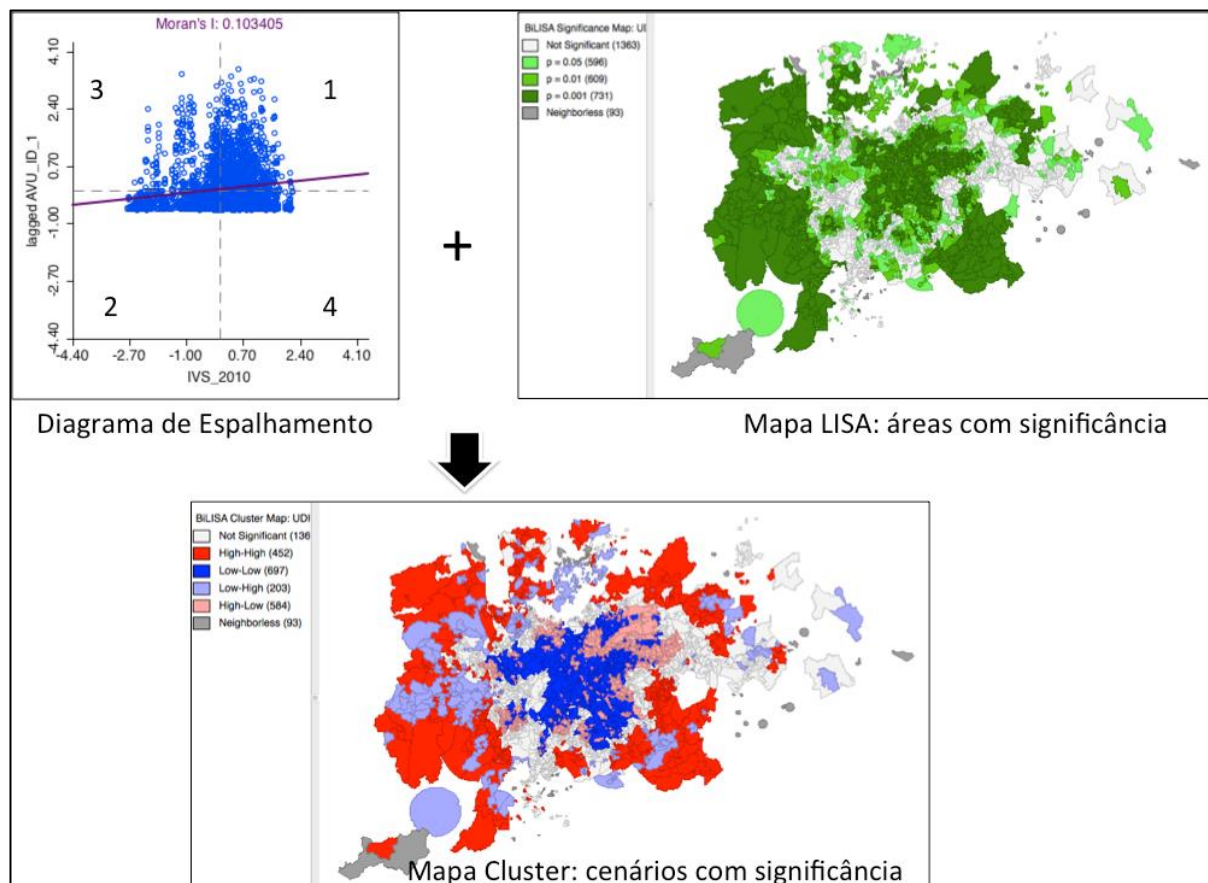 Moran's I: 0.103405
4.10
2.40
0.70
-1.00
-2.70
-4.40
lagged AVU_ID_1
3
1
2
4
-4.40
-2.70
-1.00
0.70
2.40
4.10
IVS_2010
Diagrama de Espalhamento
+
BiLISA Significance Map: UD
Not Significant (1363)
p = 0.05 (596)
p = 0.01 (609)
p = 0.001 (731)
Neighborless (93)
Mapa LISA: áreas com significância
BiLISA Cluster Map: UDI
Not Significant (136
High-High (452)
Low-Low (697)
Low-High (203)
High-Low (584)
Neighborless (93)
Mapa Cluster: cenários com significância